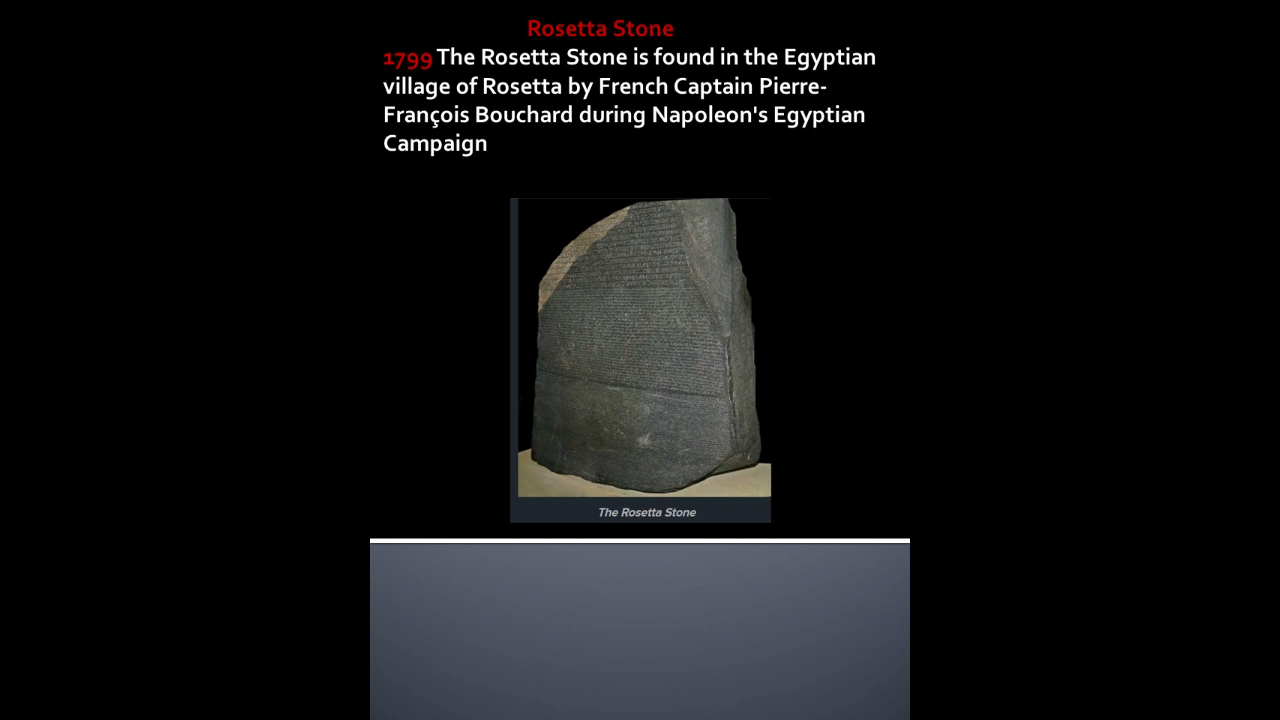 Rosetta Stone
1799 The Rosetta Stone is found in the Egyptian
village of Rosetta by French Captain Pierre-
François Bouchard during Napoleon's Egyptian
Campaign
The Rosetta Stone